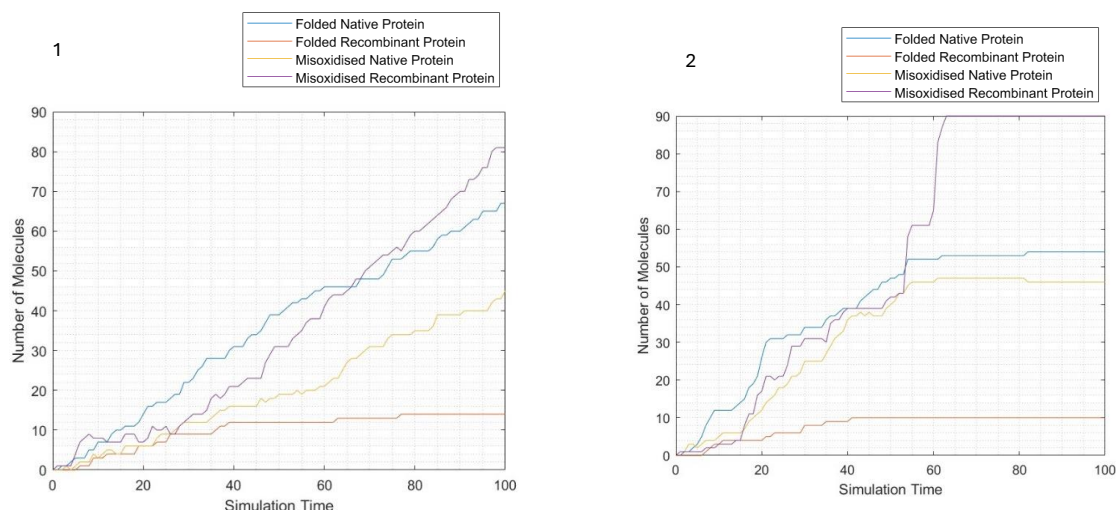 1
Folded Native Protein
Folded Recombinant Protein
Misoxidised Native Protein
Misoxidised Recombinant Protein
90
80
70
60
50
40
30
20
10
0
Number of Molecules
0 20 40 60 80 100
Simulation Time
2
Folded Native Protein
Folded Recombinant Protein
Misoxidised Native Protein
Misoxidised Recombinant Protein
90
80
70
60
50
40
30
20
10
0
Number of Molecules
0 20 40 60 80 100
Simulation Time